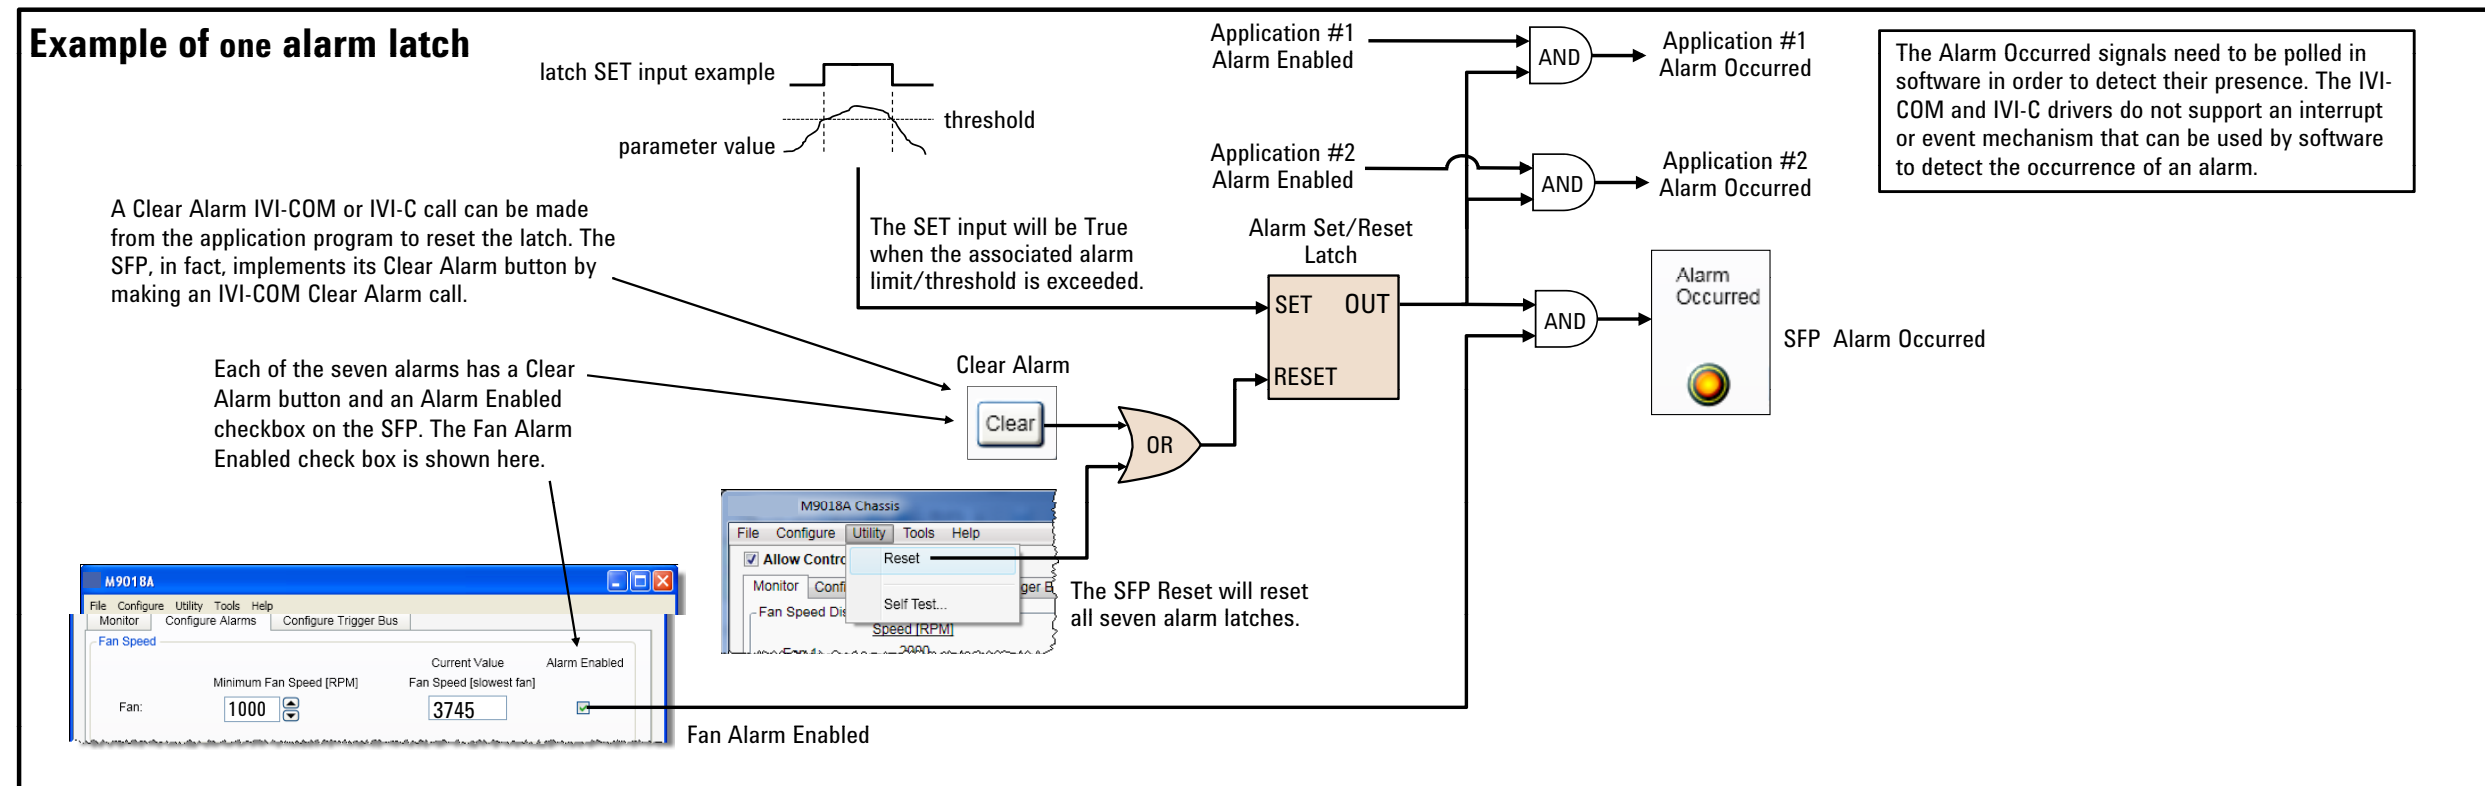 Example of one alarm latch
latch SET input example
threshold
parameter value
Application #1
Alarm Enabled
AND
Application #1
Alarm Occurred
The Alarm Occurred signals need to be polled in
software in order to detect their presence. The IVI-
COM and IVI-C drivers do not support an interrupt
or event mechanism that can be used by software
to detect the occurrence of an alarm.
Application #2
Alarm Enabled
AND
Application #2
Alarm Occurred
A Clear Alarm IVI-COM or IVI-C call can be made
from the application program to reset the latch. The
SFP, in fact, implements its Clear Alarm button by
making an IVI-COM Clear Alarm call.
The SET input will be True
when the associated alarm
limit/threshold is exceeded.
Alarm Set/Reset
Latch
SET OUT
RESET
AND
Alarm
Occurred
SFP Alarm Occurred
Each of the seven alarms has a Clear
Alarm button and an Alarm Enabled
checkbox on the SFP. The Fan Alarm
Enabled check box is shown here.
Clear Alarm
Clear
OR
M9018A Chassis
File Configure Utility Tools Help
Allow Contro
Reset
Monitor Confi
ger B
Self Test...
Fan Speed Dis
Speed [RPM]
Fan 1
2000
The SFP Reset will reset
all seven alarm latches.
M9018A
File Configure Utility Tools Help
Monitor Configure Alarms Configure Trigger Bus
Fan Speed
Current Value Alarm Enabled
Minimum Fan Speed [RPM] Fan Speed [slowest fan]
Fan: 1000 3745
Fan Alarm Enabled